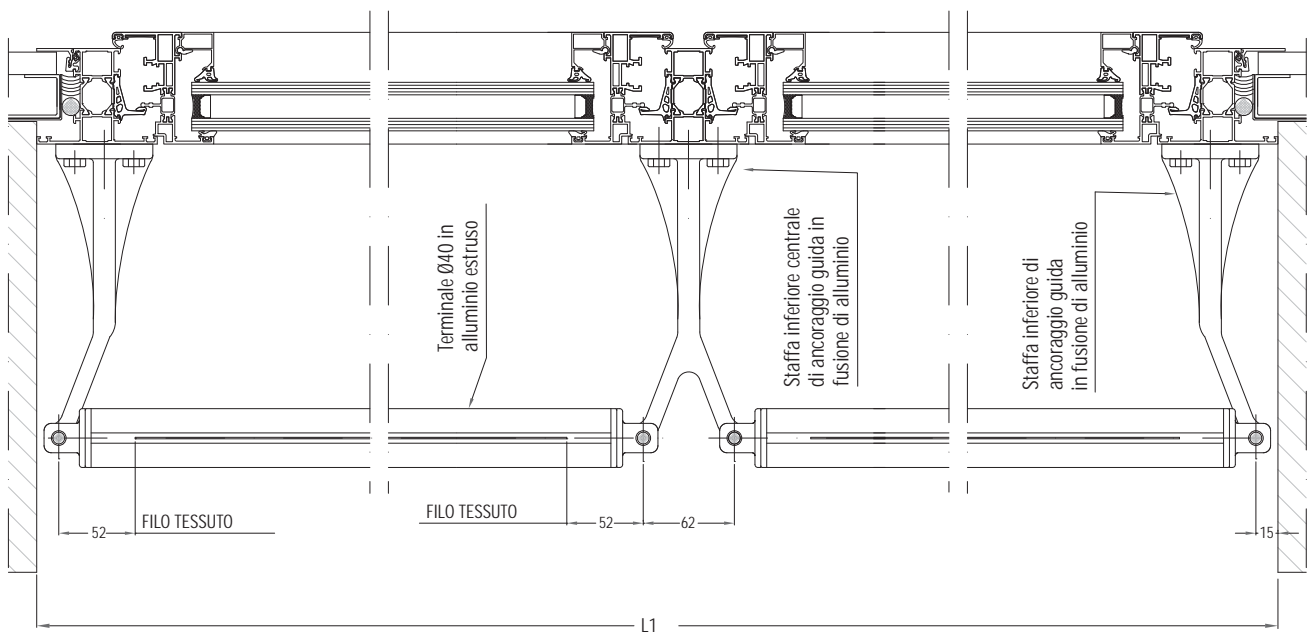 Terminale Ø40 in
alluminio estruso
Staffa inferiore centrale
di ancoraggio guida in
fusione di alluminio
Staffa inferiore di
ancoraggio guida
in fusione di alluminio
52
FILO TESSUTO
FILO TESSUTO
52
62
15
L1